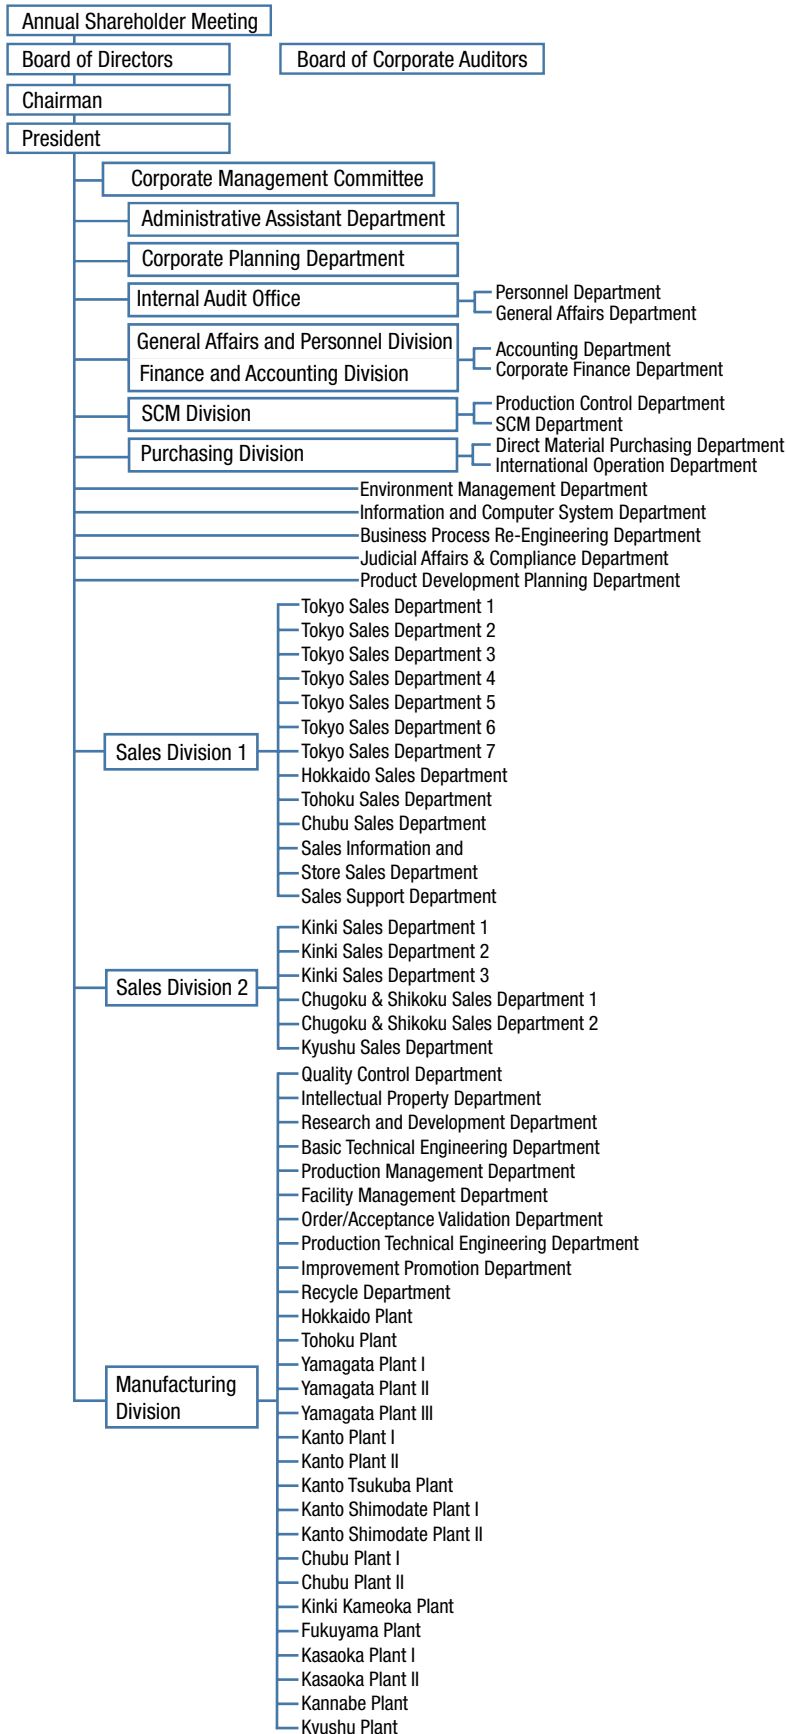 Annual Shareholder Meeting
Board of Directors
Board of Corporate Auditors
Chairman
President
Corporate Management Committee
Administrative Assistant Department
Corporate Planning Department
Internal Audit Office
Personnel Department
General Affairs Department
General Affairs and Personnel Division
Finance and Accounting Division
Accounting Department
Corporate Finance Department
SCM Division
Production Control Department
SCM Department
Purchasing Division
Direct Material Purchasing Department
International Operation Department
Environment Management Department
Information and Computer System Department
Business Process Re-Engineering Department
Judicial Affairs & Compliance Department
Product Development Planning Department
Sales Division 1
Tokyo Sales Department 1
Tokyo Sales Department 2
Tokyo Sales Department 3
Tokyo Sales Department 4
Tokyo Sales Department 5
Tokyo Sales Department 6
Tokyo Sales Department 7
Hokkaido Sales Department
Tohoku Sales Department
Chubu Sales Department
Sales Information and
Store Sales Department
Sales Support Department
Sales Division 2
Kinki Sales Department 1
Kinki Sales Department 2
Kinki Sales Department 3
Chugoku & Shikoku Sales Department 1
Chugoku & Shikoku Sales Department 2
Kyushu Sales Department
Manufacturing
Division
Quality Control Department
Intellectual Property Department
Research and Development Department
Basic Technical Engineering Department
Production Management Department
Facility Management Department
Order/Acceptance Validation Department
Production Technical Engineering Department
Improvement Promotion Department
Recycle Department
Hokkaido Plant
Tohoku Plant
Yamagata Plant I
Yamagata Plant II
Yamagata Plant III
Kanto Plant I
Kanto Plant II
Kanto Tsukuba Plant
Kanto Shimodate Plant I
Kanto Shimodate Plant II
Chubu Plant I
Chubu Plant II
Kinki Kameoka Plant
Fukuyama Plant
Kasaoka Plant I
Kasaoka Plant II
Kannabe Plant
Kyushu Plant